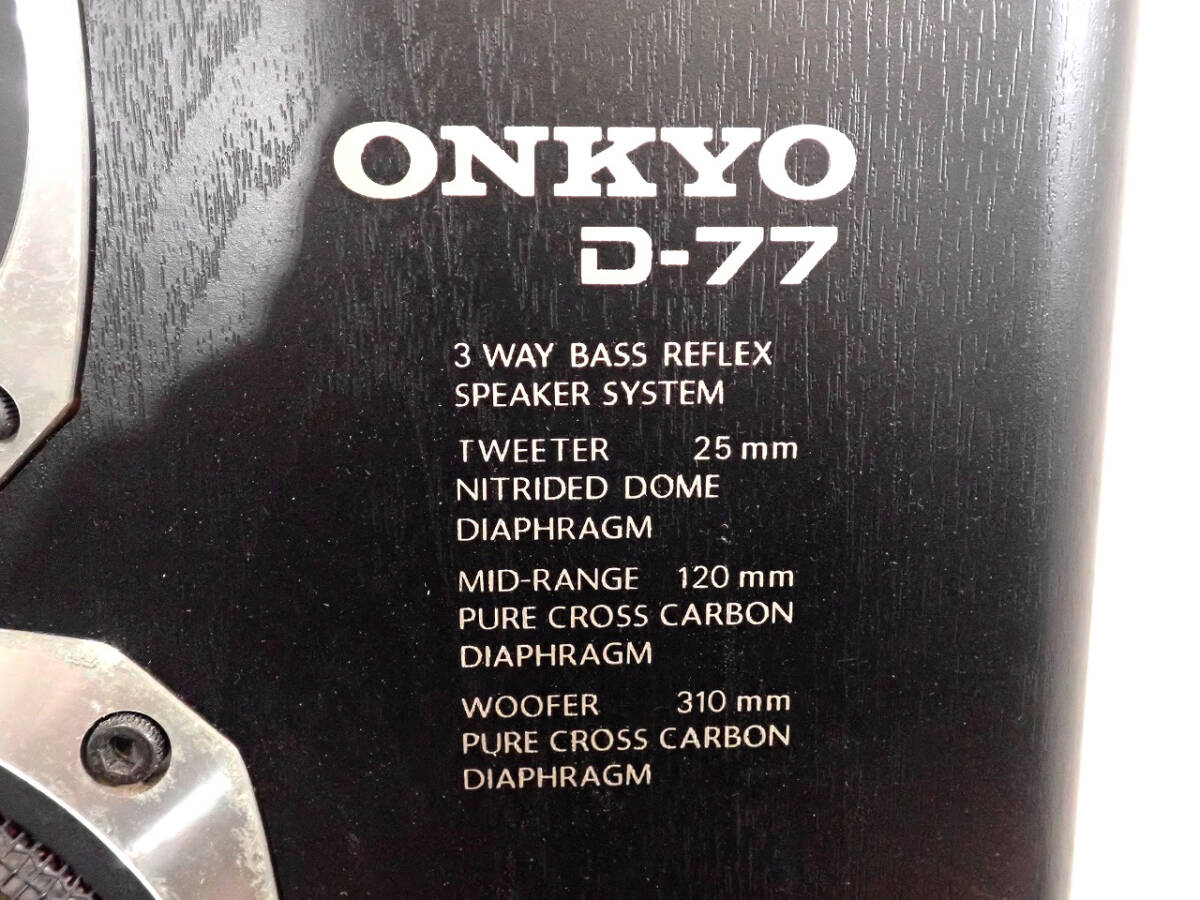 ONKYO
D-77
3 WAY BASS REFLEX
SPEAKER SYSTEM
TWEETER 25 mm
NITRIDED DOME
DIAPHRAGM
MID-RANGE 120 mm
PURE CROSS CARBON
DIAPHRAGM
WOOFER 310 mm
PURE CROSS CARBON
DIAPHRAGM